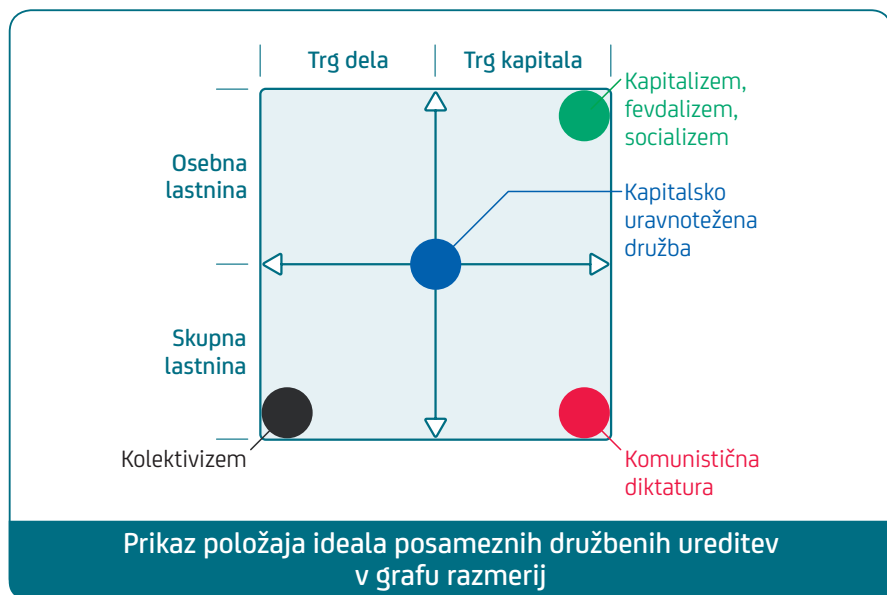 Trg dela
Trg kapitala
Kapitalizem,
fevdalizem,
socializem
Osebna
lastnina
Kapitalsko
uravnotežena
družba
Skupna
lastnina
Kolektivizem
Komunistična
diktatura
Prikaz položaja ideala posameznih družbenih ureditev
v grafu razmerij